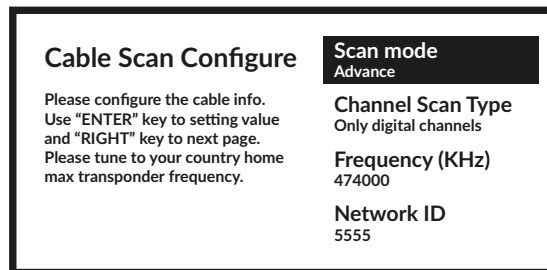 Cable Scan Configure
Please configure the cable info.
Use “ENTER” key to setting value
and “RIGHT” key to next page.
Please tune to your country home
max transponder frequency.
Scan mode
Advance
Channel Scan Type
Only digital channels
Frequency (KHz)
474000
Network ID
5555